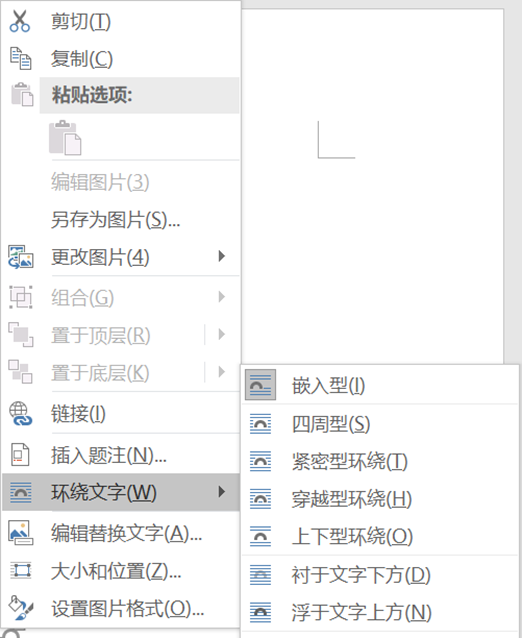 剪切(T)
复制(C)
粘贴选项:
编辑图片(3)
另存为图片(S)...
更改图片(4)
组合(G)
置于顶层(R)
置于底层(K)
链接(I)
插入题注(N)...
环绕文字(W)
编辑替换文字(A)...
大小和位置(Z)...
设置图片格式(O)...
嵌入型(I)
四周型(S)
紧密型环绕(T)
穿越型环绕(H)
上下型环绕(O)
衬于文字下方(D)
浮于文字上方(N)